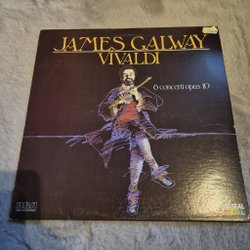 JAMES GALWAY
VIVALDI
6 concerti opus 10
RCA